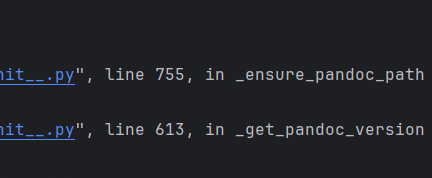 nit__.py", line 755, in _ensure_pandoc_path
nit__.py", line 613, in _get_pandoc_version